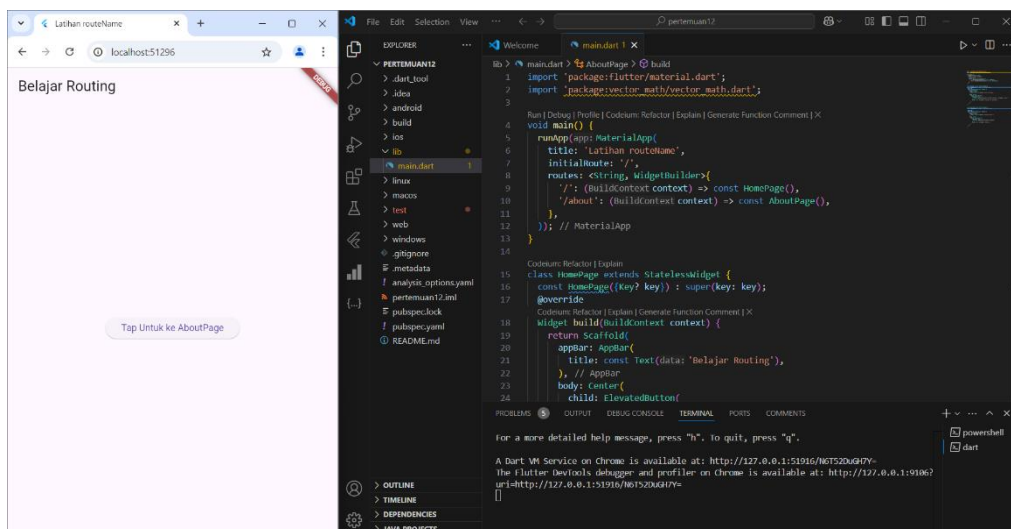 Latihan routeName
localhost:51296
Belajar Routing
DEBUG
Tap Untuk ke AboutPage
File Edit Selection View ...
pertemuan12
EXPLORER
PERTEMUAN12
.dart_tool
.idea
android
build
ios
lib
main.dart 1
linux
macos
test
web
windows
.gitignore
.metadata
analysis_options.yaml
pertemuan12.iml
pubspec.lock
pubspec.yaml
README.md
OUTLINE
TIMELINE
DEPENDENCIES
JAVA PROJECTS
Welcome
main.dart 1
lib > main.dart > AboutPage > build
1 import 'package:flutter/material.dart';
2 import 'package:vector_math/vector_math.dart';
3
Run | Debug | Profile | Codeium: Refactor | Explain | Generate Function Comment | X
4 void main() {
5 runApp(app: MaterialApp(
6 title: 'Latihan routeName',
7 initialRoute: '/',
8 routes: <String, WidgetBuilder>{
9 '/': (BuildContext context) => const HomePage(),
10 '/about': (BuildContext context) => const AboutPage(),
11 },
12 )); // MaterialApp
13 }
14
Codeium: Refactor | Explain
15 class HomePage extends StatelessWidget {
16 const HomePage({Key? key}) : super(key: key);
17 @override
Codeium: Refactor | Explain | Generate Function Comment | X
18 Widget build(BuildContext context) {
19 return Scaffold(
20 appBar: AppBar(
21 title: const Text(data: 'Belajar Routing'),
22 ), // AppBar
23 body: Center(
24 child: ElevatedButton(
PROBLEMS 5 OUTPUT DEBUG CONSOLE TERMINAL PORTS COMMENTS
For a more detailed help message, press "h". To quit, press "q".
A Dart VM Service on Chrome is available at: http://127.0.0.1:51916/N6T52DuGH7Y=
The Flutter DevTools debugger and profiler on Chrome is available at: http://127.0.0.1:9106?
uri=http://127.0.0.1:51916/N6T52DuGH7Y=
powershell
dart